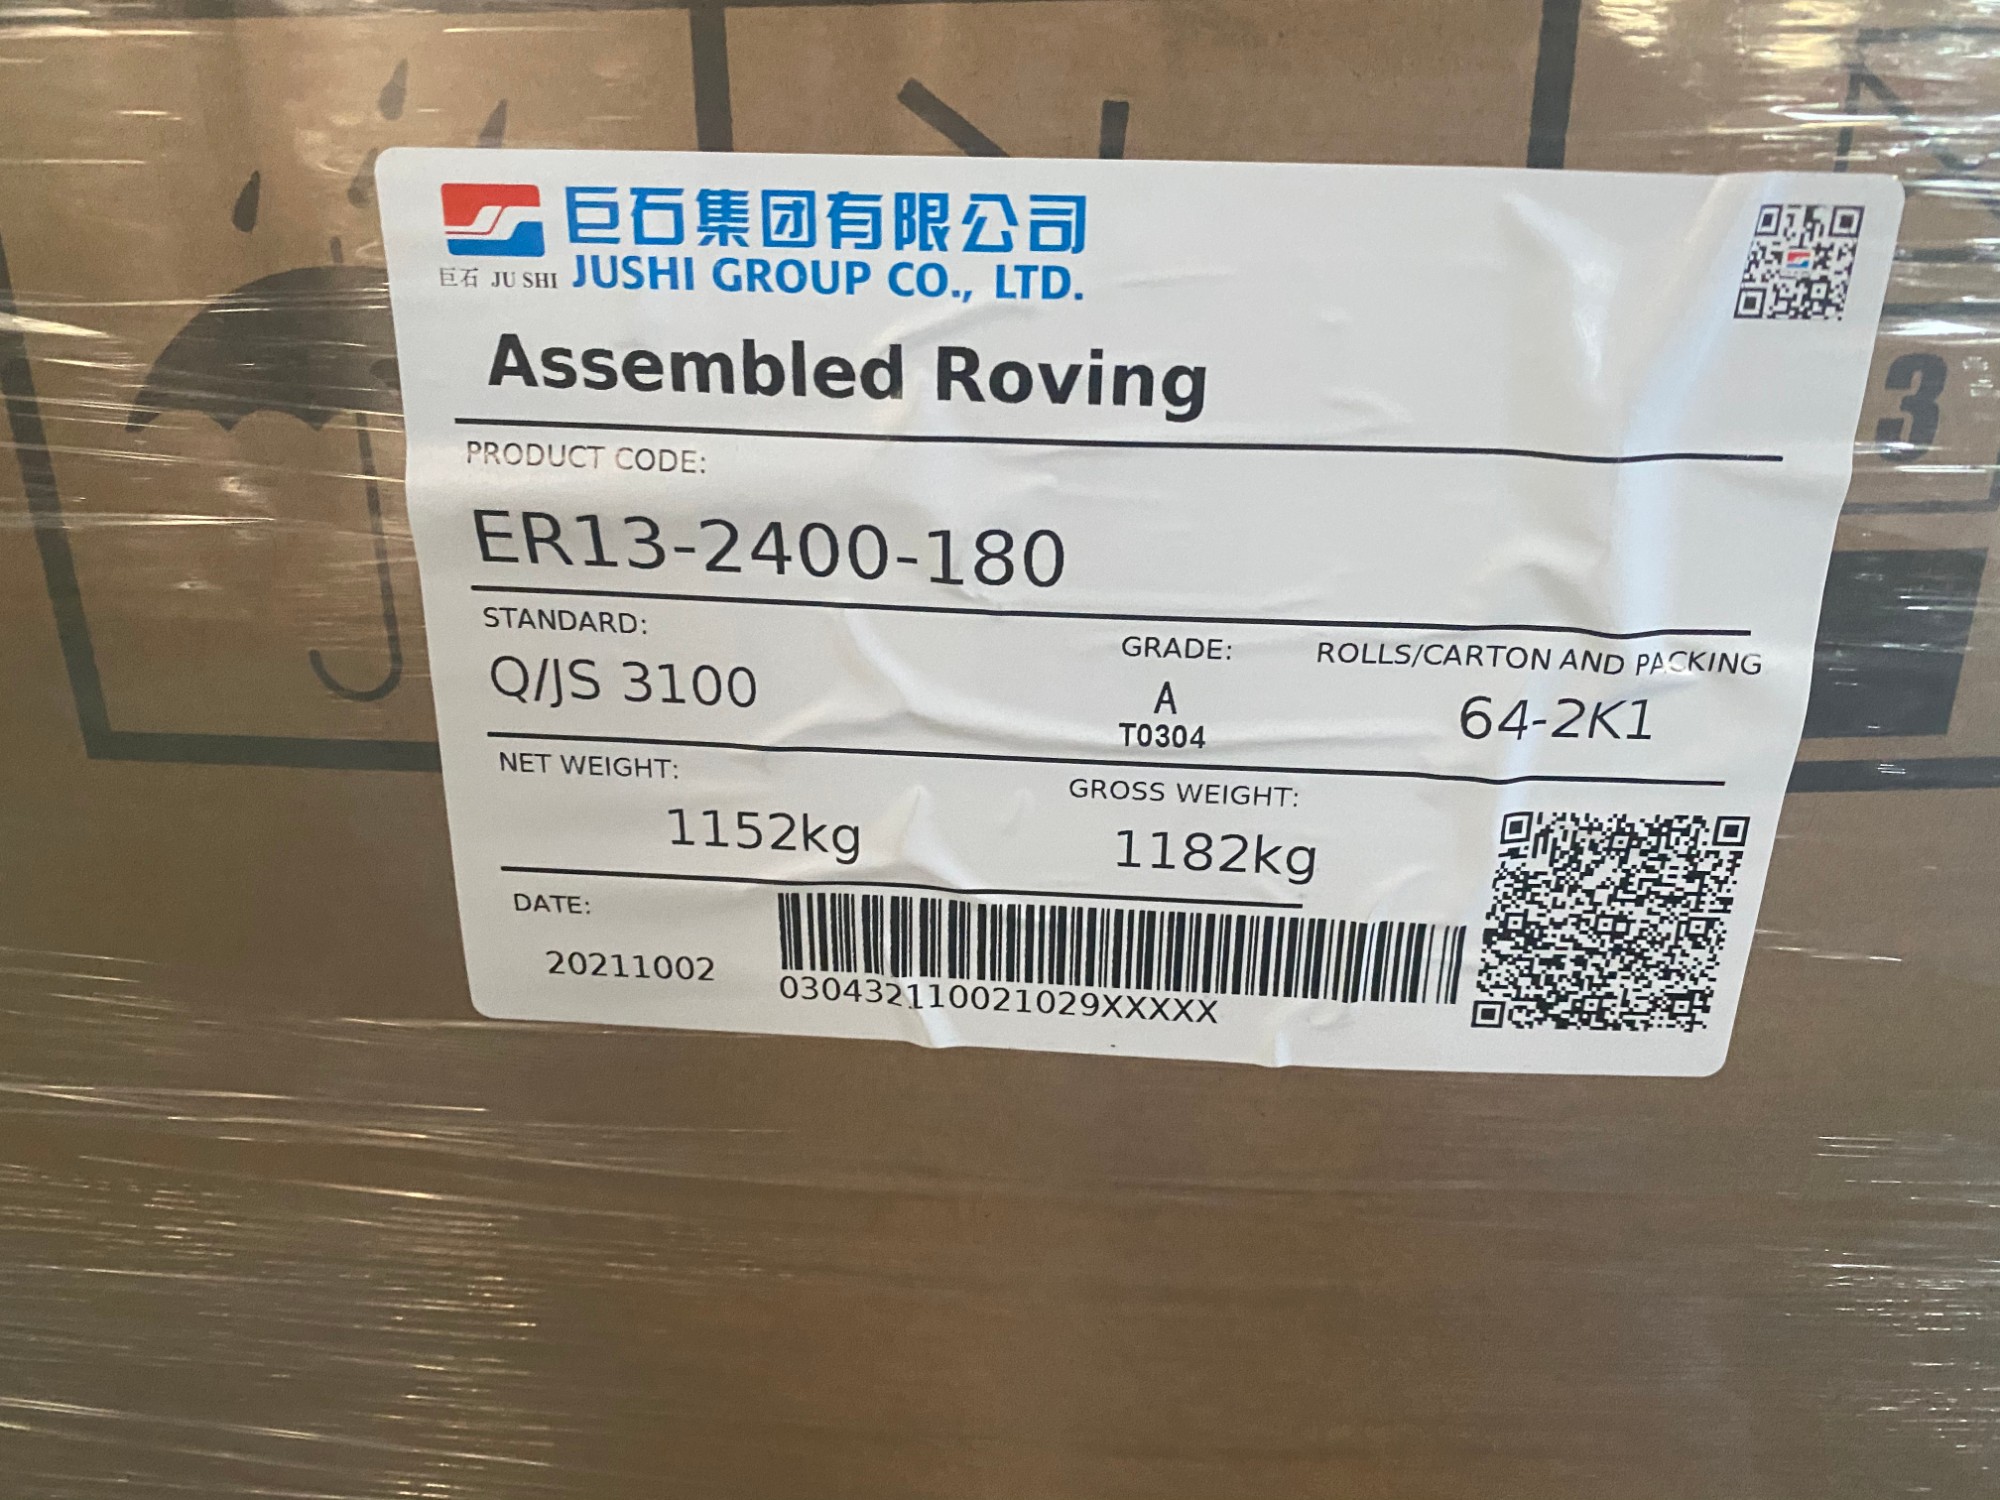 巨石集团有限公司
巨石 JU SHI JUSHI GROUP CO., LTD.
Assembled Roving
PRODUCT CODE:
ER13-2400-180
STANDARD: GRADE: ROLLS/CARTON AND PACKING
Q/JS 3100 A 64-2K1
T0304
NET WEIGHT: GROSS WEIGHT:
1152kg 1182kg
DATE:
20211002
030432110021029XXXXX
3